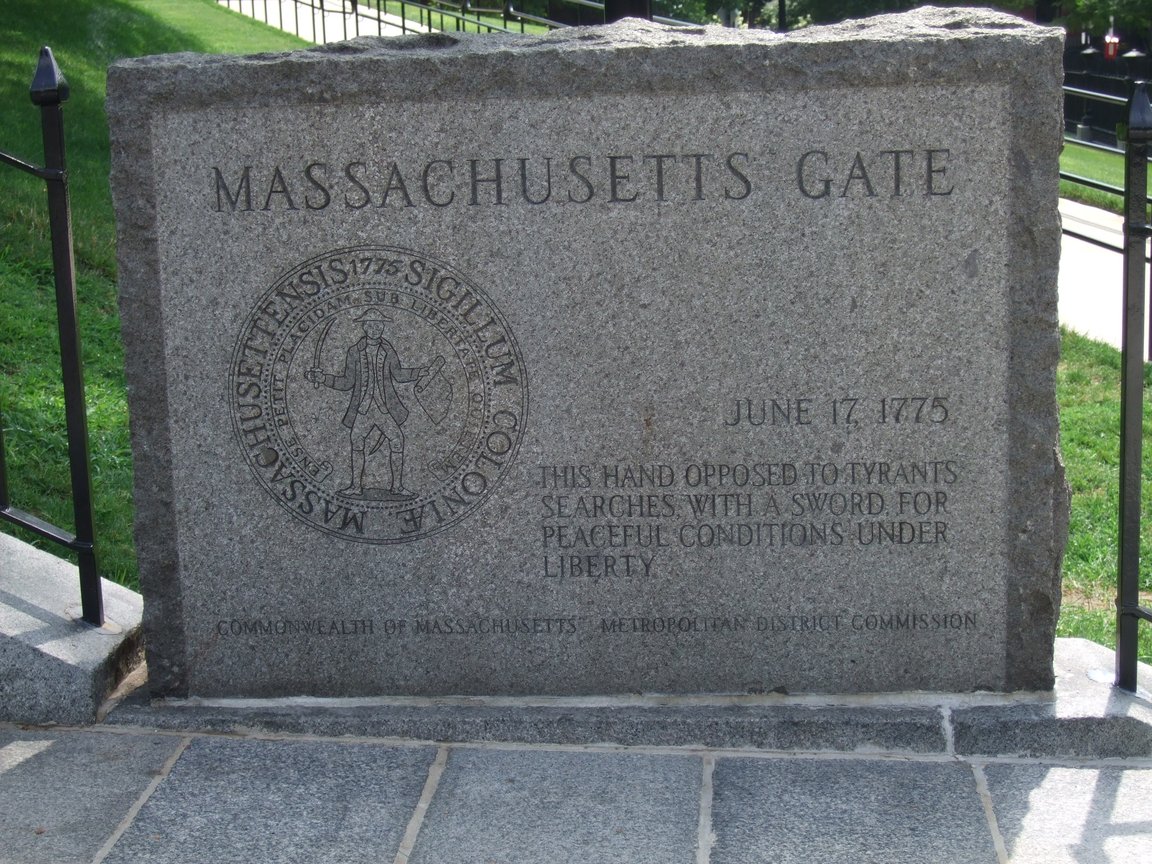 MASSACHUSETTS GATE
MASSACHUSETTENSIS 1775 SIGILLUM COLONIÆ
ENSE PETIT PLACIDAM SUB LIBERTATE QUIETEM
JUNE 17, 1775
THIS HAND OPPOSED TO TYRANTS
SEARCHES WITH A SWORD FOR
PEACEFUL CONDITIONS UNDER
LIBERTY
COMMONWEALTH OF MASSACHUSETTS METROPOLITAN DISTRICT COMMISSION